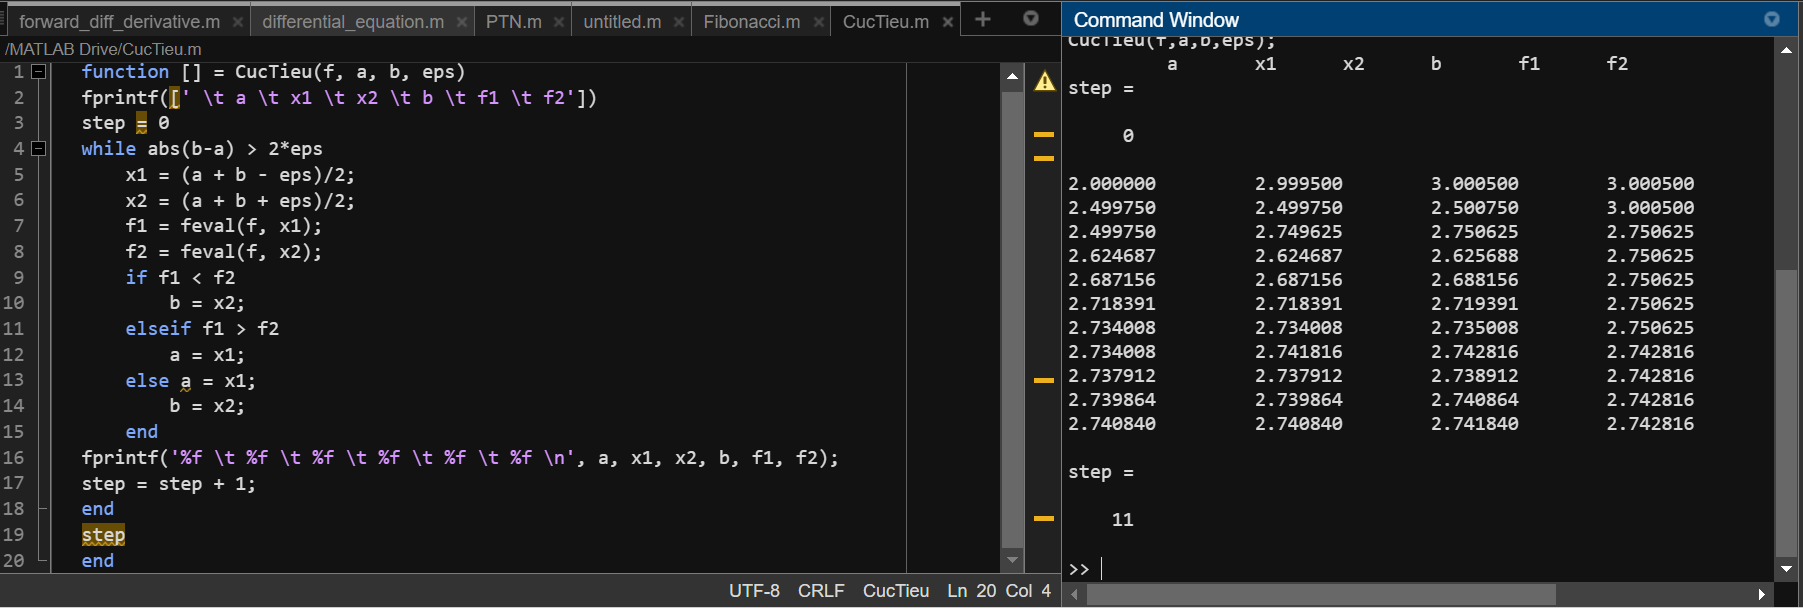 forward_diff_derivative.m × differential_equation.m × PTN.m × untitled.m × Fibonacci.m × CucTieu.m × +
/MATLAB Drive/CucTieu.m
1 function [] = CucTieu(f, a, b, eps)
2 fprintf([' \t a \t x1 \t x2 \t b \t f1 \t f2'])
3 step = 0
4 while abs(b-a) > 2*eps
5 x1 = (a + b - eps)/2;
6 x2 = (a + b + eps)/2;
7 f1 = feval(f, x1);
8 f2 = feval(f, x2);
9 if f1 < f2
10 b = x2;
11 elseif f1 > f2
12 a = x1;
13 else a = x1;
14 b = x2;
15 end
16 fprintf('%f \t %f \t %f \t %f \t %f \t %f \n', a, x1, x2, b, f1, f2);
17 step = step + 1;
18 end
19 step
20 end
UTF-8 CRLF CucTieu Ln 20 Col 4
Command Window
CucTieu(f,a,b,eps);
a x1 x2 b f1 f2
step =
0
2.000000 2.999500 3.000500 3.000500
2.499750 2.499750 2.500750 3.000500
2.499750 2.749625 2.750625 2.750625
2.624687 2.624687 2.625688 2.750625
2.687156 2.687156 2.688156 2.750625
2.718391 2.718391 2.719391 2.750625
2.734008 2.734008 2.735008 2.750625
2.734008 2.741816 2.742816 2.742816
2.737912 2.737912 2.738912 2.742816
2.739864 2.739864 2.740864 2.742816
2.740840 2.740840 2.741840 2.742816
step =
11
>>